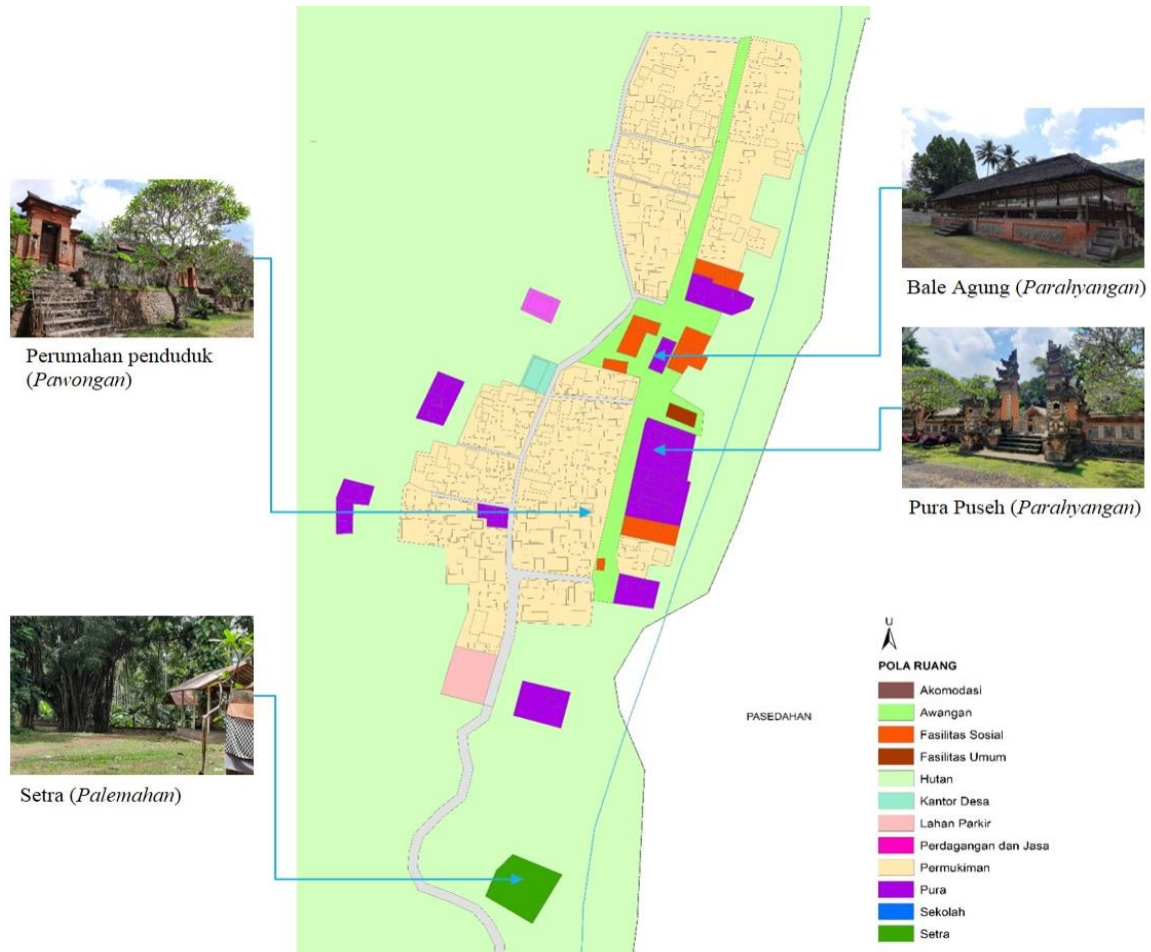 Perumahan penduduk
(Pawongan)
Setra (Palemahan)
Bale Agung (Parahyangan)
Pura Puseh (Parahyangan)
PASEDAHAN
U
POLA RUANG
Akomodasi
Awangan
Fasilitas Sosial
Fasilitas Umum
Hutan
Kantor Desa
Lahan Parkir
Perdagangan dan Jasa
Permukiman
Pura
Sekolah
Setra